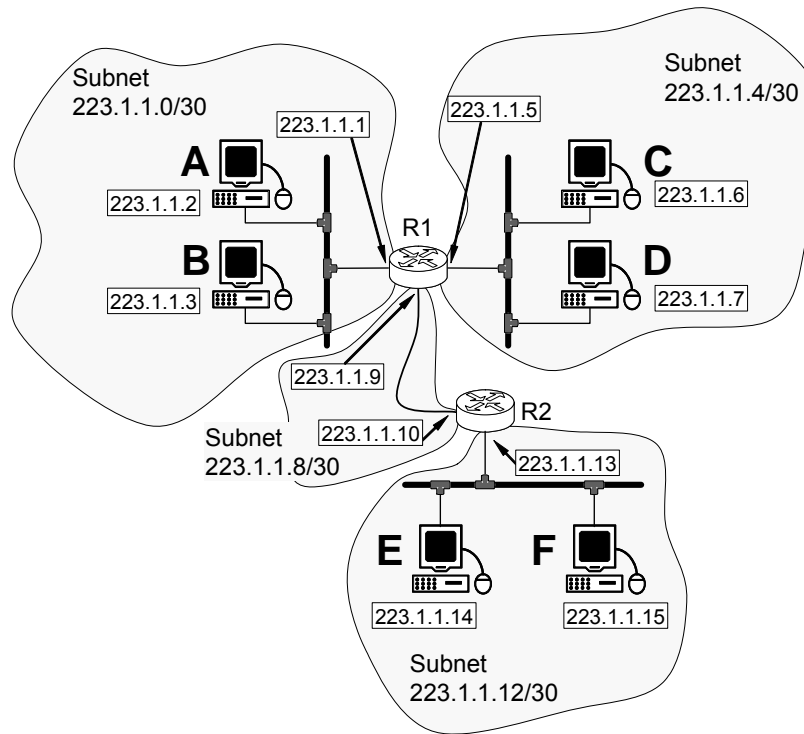 Subnet
223.1.1.0/30
Subnet
223.1.1.4/30
223.1.1.1
223.1.1.5
A
223.1.1.2
C
223.1.1.6
R1
B
223.1.1.3
D
223.1.1.7
223.1.1.9
R2
Subnet
223.1.1.8/30
223.1.1.10
223.1.1.13
E
223.1.1.14
F
223.1.1.15
Subnet
223.1.1.12/30